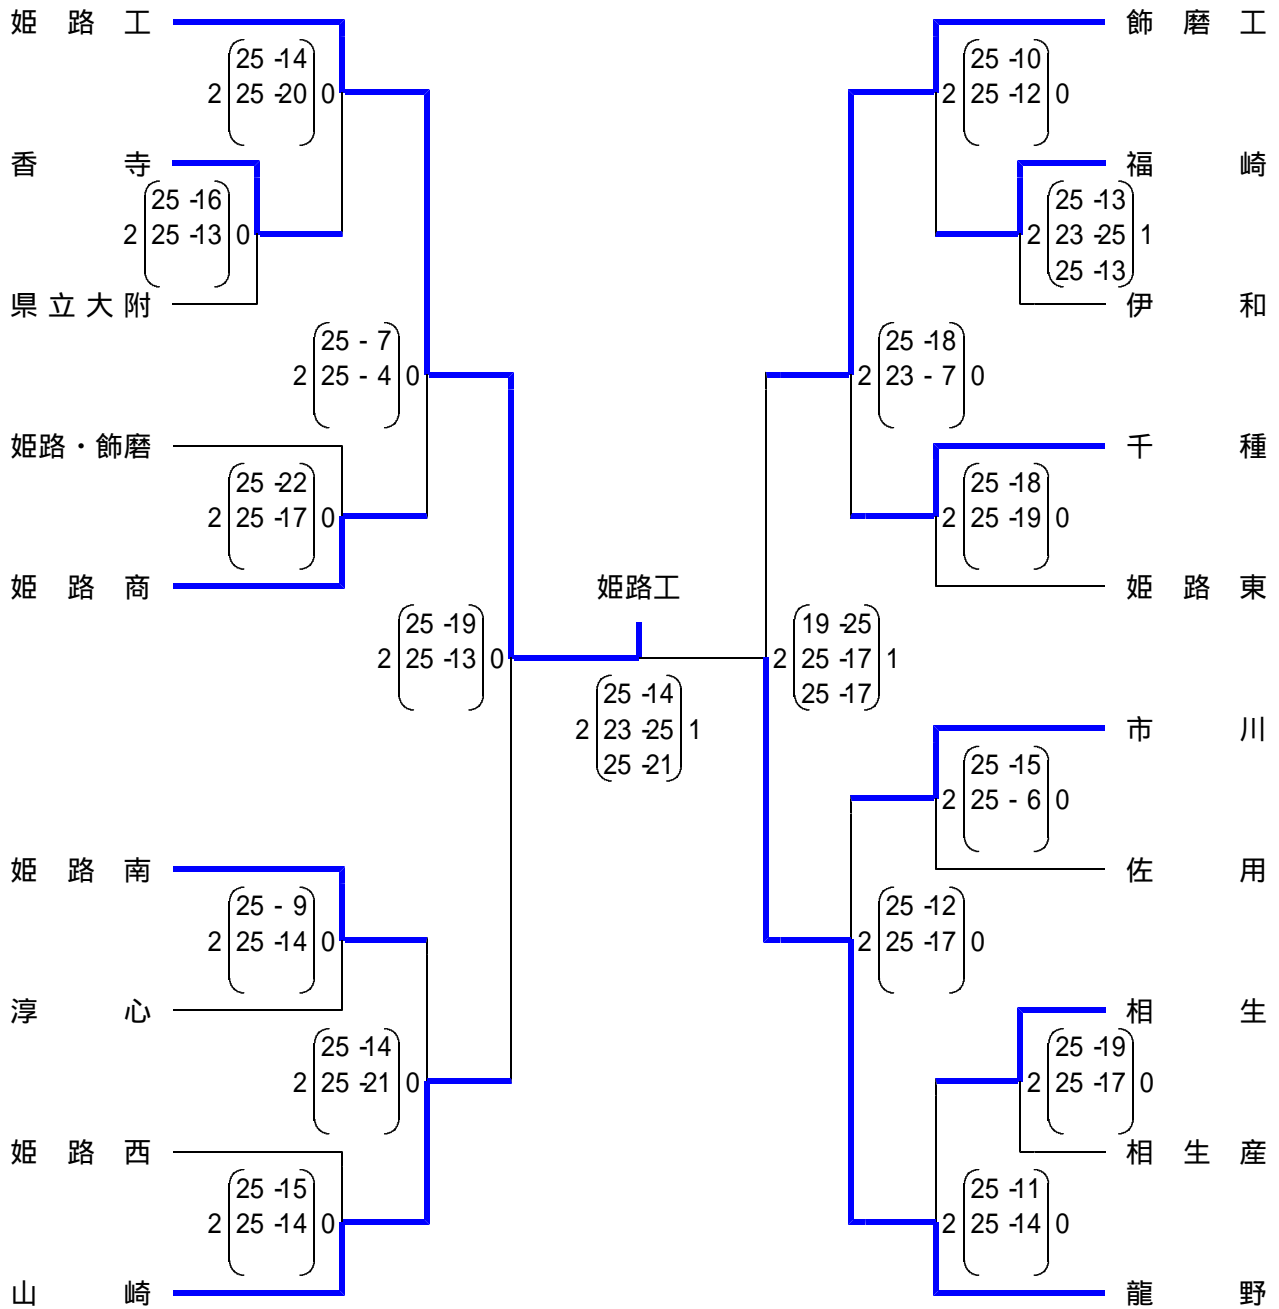 姫路工
飾磨工
25-14
2 25-20 0
25-10
2 25-12 0
香寺
福崎
25-16
2 25-13 0
25-13
2 23-25 1
25-13
県立大附
伊和
25-7
2 25-4 0
25-18
2 23-7 0
姫路・飾磨
千種
25-22
2 25-17 0
25-18
2 25-19 0
姫路商
姫路工
姫路東
25-19
2 25-13 0
19-25
2 25-17 1
25-17
25-14
2 23-25 1
25-21
市川
25-15
2 25-6 0
姫路南
佐用
25-9
2 25-14 0
25-12
2 25-17 0
淳心
相生
25-14
2 25-21 0
25-19
2 25-17 0
姫路西
相生産
25-15
2 25-14 0
25-11
2 25-14 0
山崎
龍野